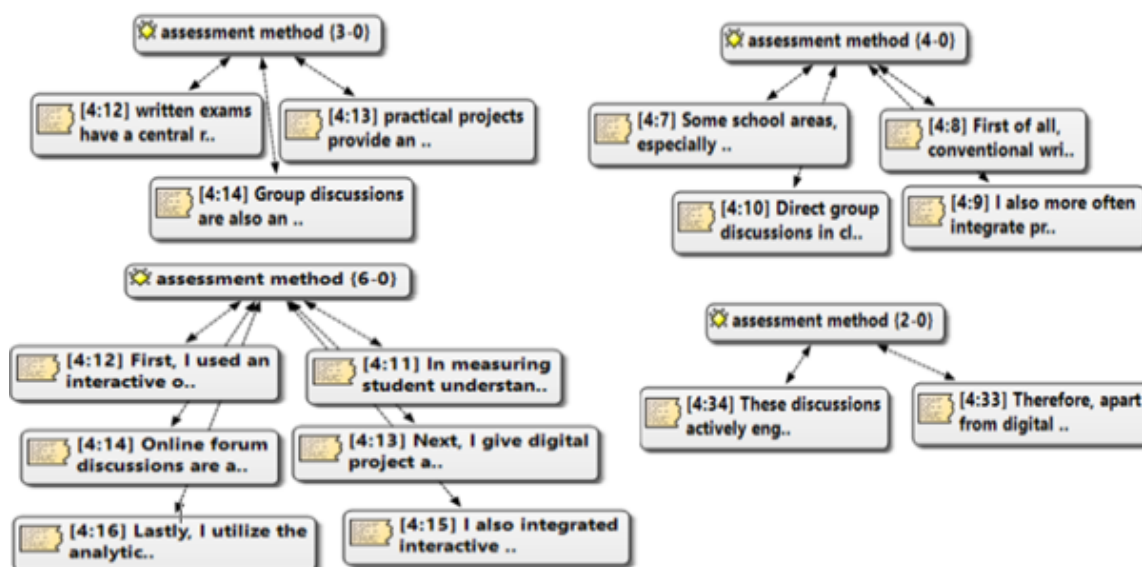 assessment method {3-0}
[4:12] written exams
have a central r..
[4:13] practical projects
provide an ..
[4:14] Group discussions
are also an ..
assessment method {4-0}
[4:7] Some school areas,
especially ..
[4:8] First of all,
conventional wri..
[4:10] Direct group
discussions in cl..
[4:9] I also more often
integrate pr..
assessment method {6-0}
[4:12] First, I used an
interactive o..
[4:11] In measuring
student understan..
[4:14] Online forum
discussions are a..
[4:13] Next, I give digital
project a..
[4:16] Lastly, I utilize the
analytic..
[4:15] I also integrated
interactive ..
assessment method {2-0}
[4:34] These discussions
actively eng..
[4:33] Therefore, apart
from digital ..